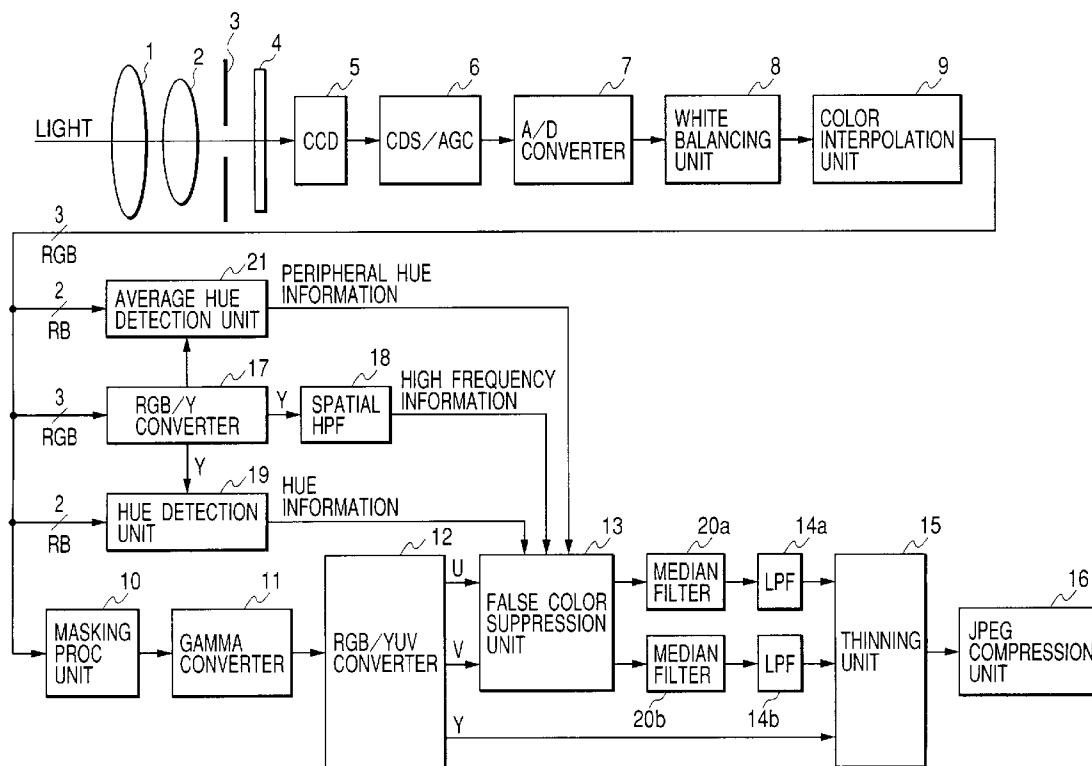 1
2
3
4
5
6
7
8
9
LIGHT
CCD
CDS/AGC
A/D
CONVERTER
WHITE
BALANCING
UNIT
COLOR
INTERPOLATION
UNIT
3
RGB
21
PERIPHERAL HUE
INFORMATION
2
RB
AVERAGE HUE
DETECTION UNIT
17
18
HIGH FREQUENCY
INFORMATION
3
RGB
RGB/Y
CONVERTER
Y
SPATIAL
HPF
Y
19
HUE
INFORMATION
2
RB
HUE DETECTION
UNIT
10
11
12
13
20a
14a
15
16
MASKING
PROC
UNIT
GAMMA
CONVERTER
RGB/YUV
CONVERTER
U
V
Y
FALSE COLOR
SUPPRESSION
UNIT
MEDIAN
FILTER
LPF
MEDIAN
FILTER
LPF
20b
14b
THINNING
UNIT
JPEG
COMPRESSION
UNIT